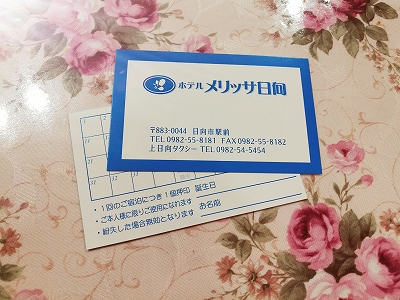 ホテル メリッサ日向
〒883-0044 日向市駅前
TEL 0982-55-8181 FAX 0982-55-8182
上日向タクシー TEL 0982-54-5454
・1回のご宿泊につき1個押印
・ご本人様に限りご使用になれます
・紛失した場合無効となります
誕生日
お名前